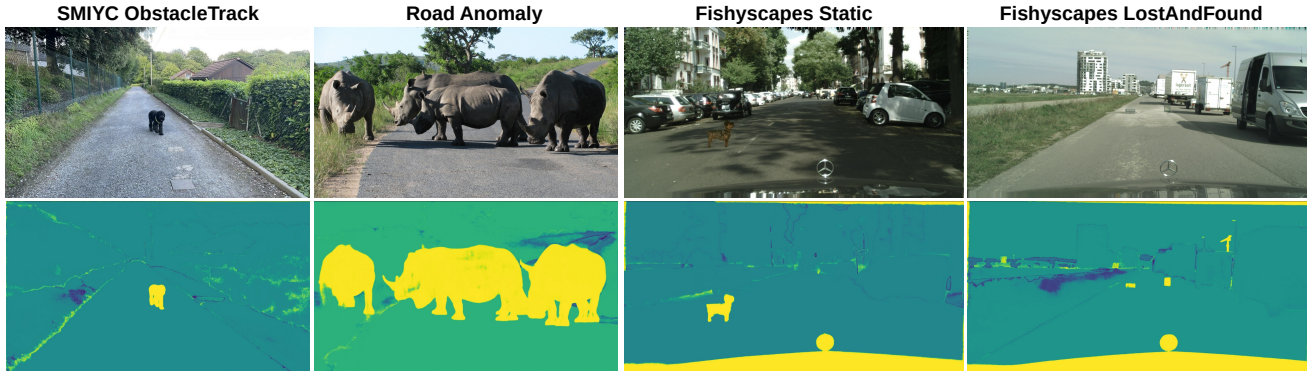 SMIYC ObstacleTrack
Road Anomaly
Fishyscapes Static
Fishyscapes LostAndFound